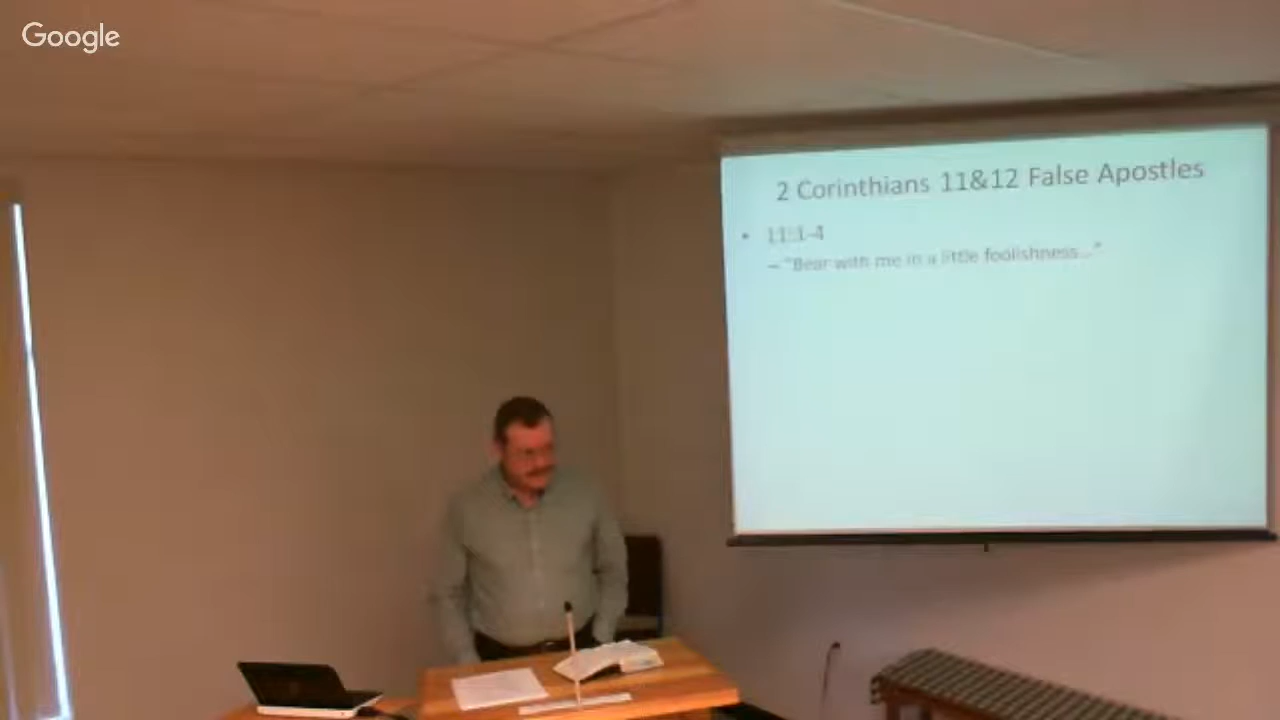 Google
2 Corinthians 11&12 False Apostles
• 11:1-4
– "Bear with me in a little foolishness..."